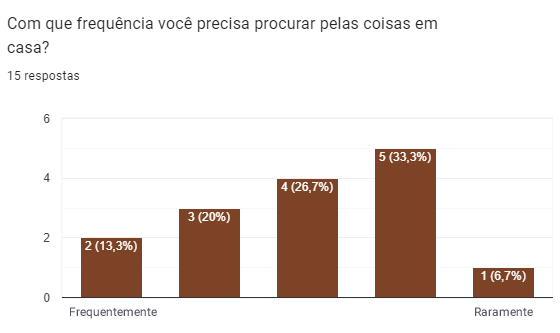 Com que frequência você precisa procurar pelas coisas em
casa?
15 respostas
6
4
2
0
2 (13,3%)
3 (20%)
4 (26,7%)
5 (33,3%)
1 (6,7%)
Frequentemente
Raramente